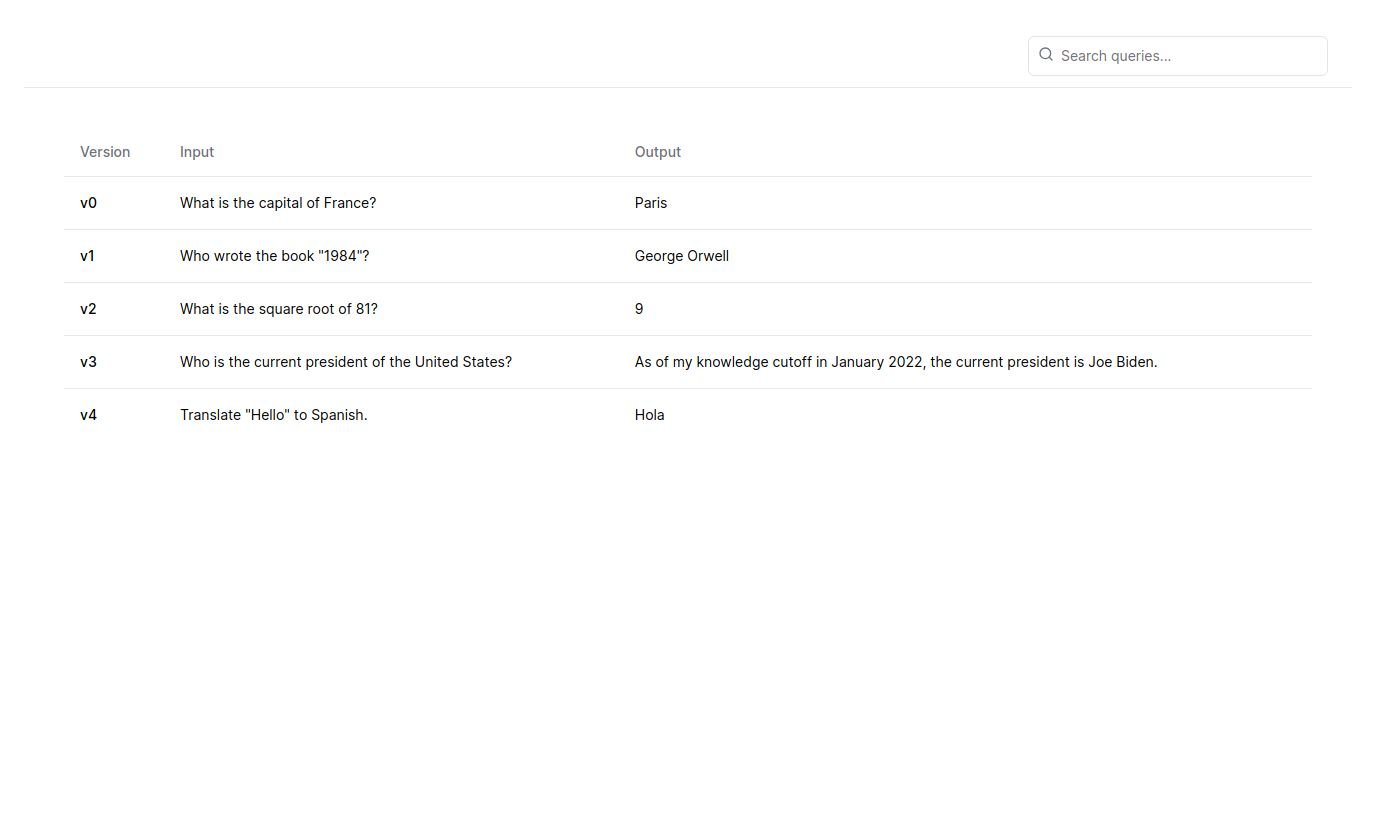 Search queries...
Version Input Output
v0 What is the capital of France? Paris
v1 Who wrote the book "1984"? George Orwell
v2 What is the square root of 81? 9
v3 Who is the current president of the United States? As of my knowledge cutoff in January 2022, the current president is Joe Biden.
v4 Translate "Hello" to Spanish. Hola